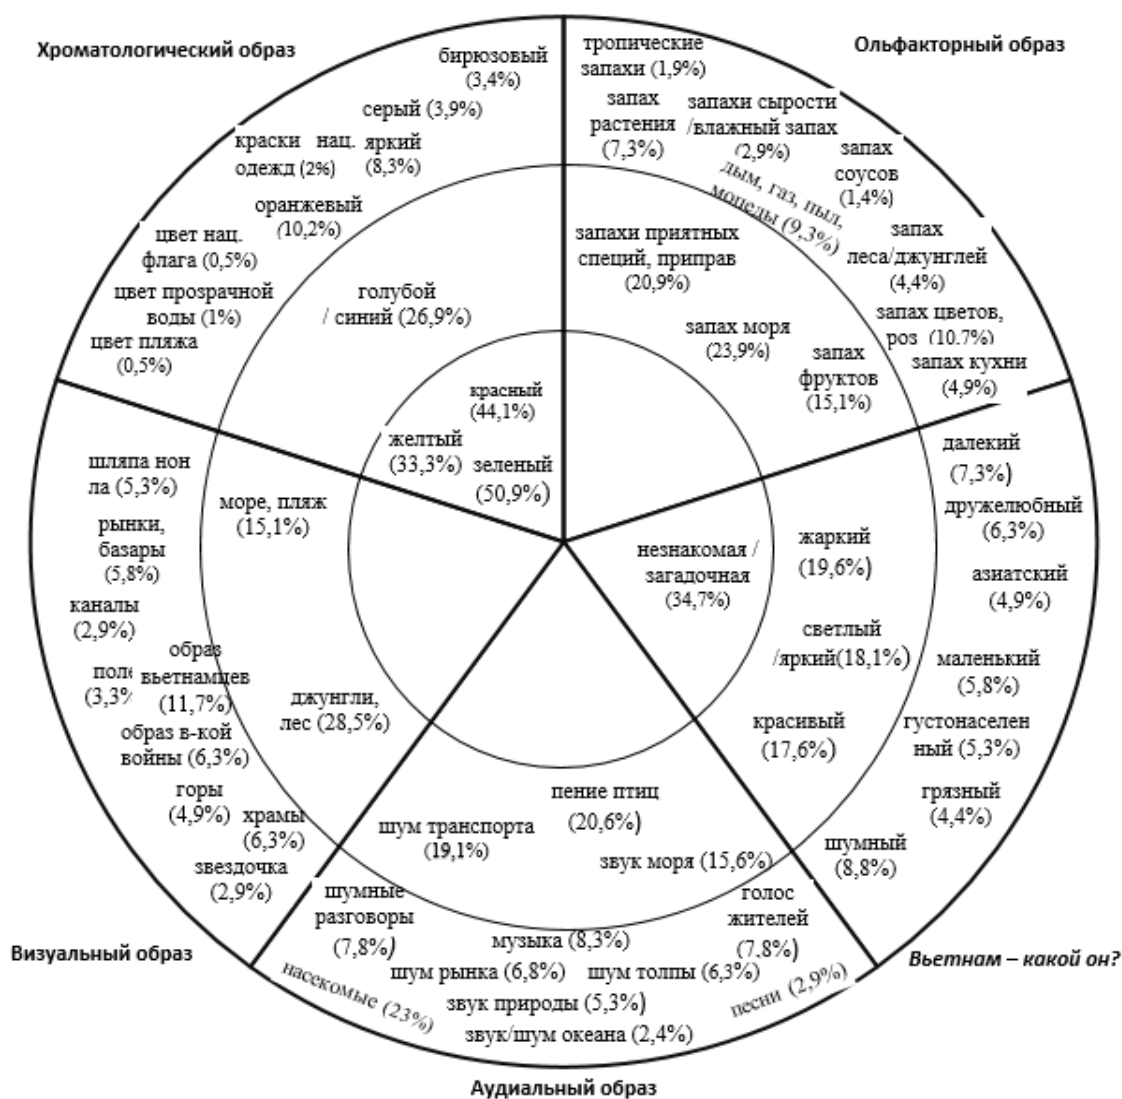 Хроматологический образ
бирюзовый
(3,4%)
серый (3,9%)
краски нац.
одежд (2%)
яркий
(8,3%)
оранжевый
(10,2%)
цвет нац.
флага (0,5%)
цвет прозрачной
воды (1%)
цвет пляжа
(0,5%)
голубой
/ синий (26,9%)
красный
(44,1%)
желтый
(33,3%)
зеленый
(50,9%)
Ольфакторный образ
тропические
запахи (1,9%)
запах
растения
(7,3%)
запахи сырости
/влажный запах
(2,9%)
запах
соусов
(1,4%)
дым, газ, пыл,
мопеды (9,3%)
запах
леса/джунглей
(4,4%)
запах цветов,
роз (10,7%)
запах кухни
(4,9%)
запахи приятных
специй, приправ
(20,9%)
запах моря
(23,9%)
запах
фруктов
(15,1%)
далекий
(7,3%)
дружелюбный
(6,3%)
азиатский
(4,9%)
маленький
(5,8%)
густонаселен
ный (5,3%)
грязный
(4,4%)
шумный
(8,8%)
жаркий
(19,6%)
светлый
/яркий(18,1%)
красивый
(17,6%)
незнакомая /
загадочная
(34,7%)
Вьетнам – какой он?
шляпа нон
ла (5,3%)
рынки,
базары
(5,8%)
каналы
(2,9%)
поле
(3,3%
образ
вьетнамцев
(11,7%)
образ в-кой
войны (6,3%)
горы
(4,9%)
храмы
(6,3%)
звездочка
(2,9%)
море, пляж
(15,1%)
джунгли,
лес (28,5%)
Визуальный образ
пение птиц
(20,6%)
шум транспорта
(19,1%)
звук моря (15,6%)
шумные
разговоры
(7,8%)
голос
жителей
(7,8%)
музыка (8,3%)
шум рынка (6,8%)
шум толпы (6,3%)
насекомые (23%)
звук природы (5,3%)
песни (2,9%)
звук/шум океана (2,4%)
Аудиальный образ